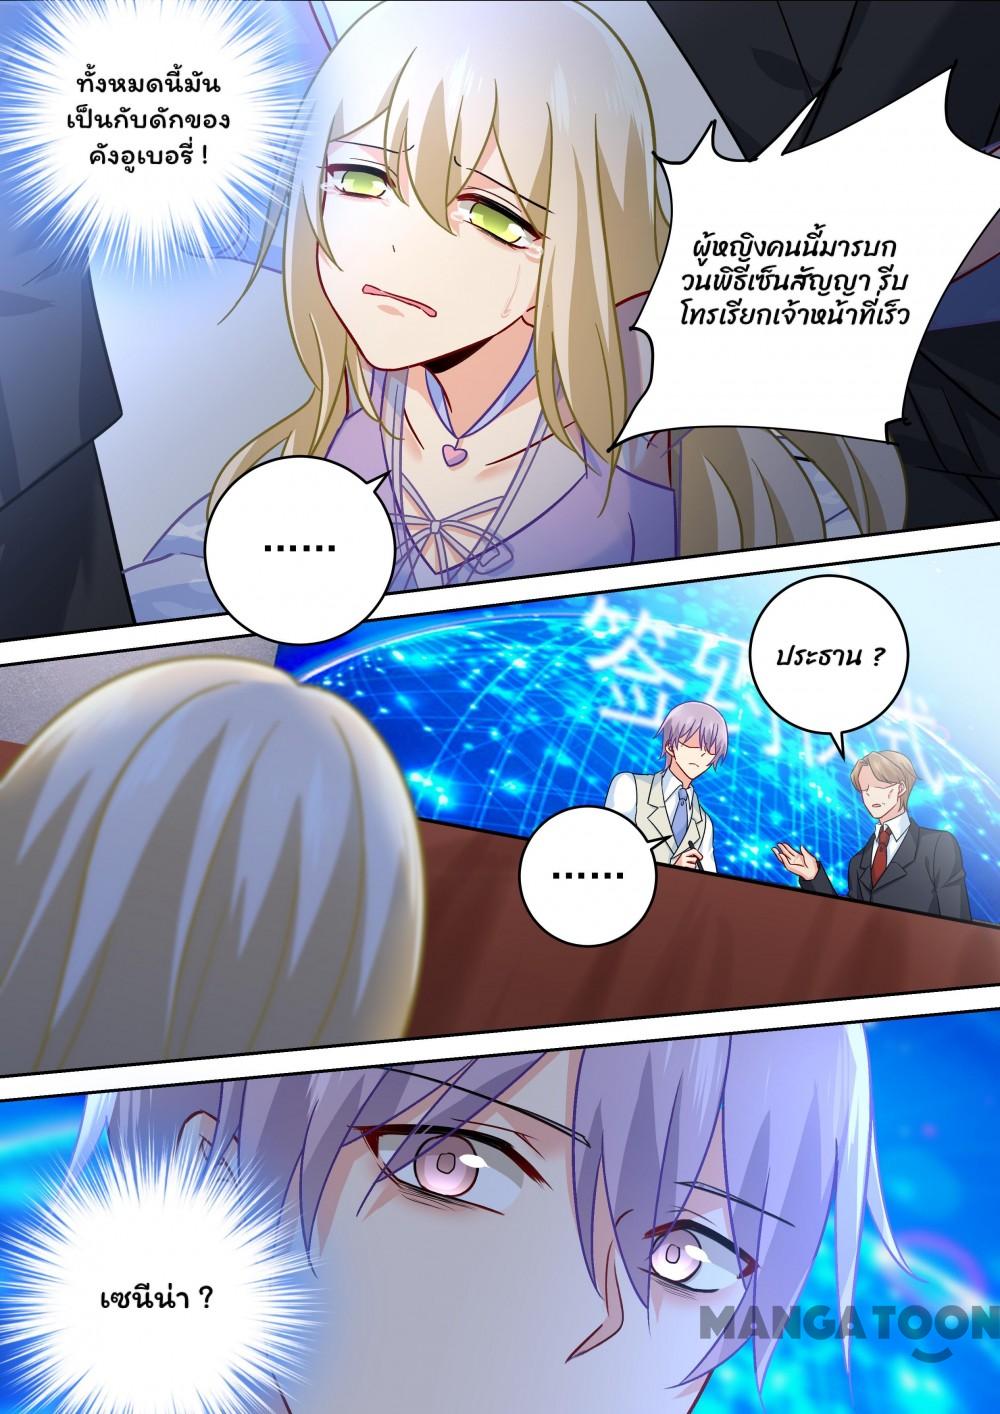 ทั้งหมดนี้มัน
เป็นกับดักของ
คังอูเบอรี่ !
ผู้หญิงคนนี้มารบก
วนพิธีเซ็นสัญญา รีบ
โทรเรียกเจ้าหน้าที่เร็ว
......
签约仪式
ประธาน ?
......
เซนีน่า ?
MANGATOON